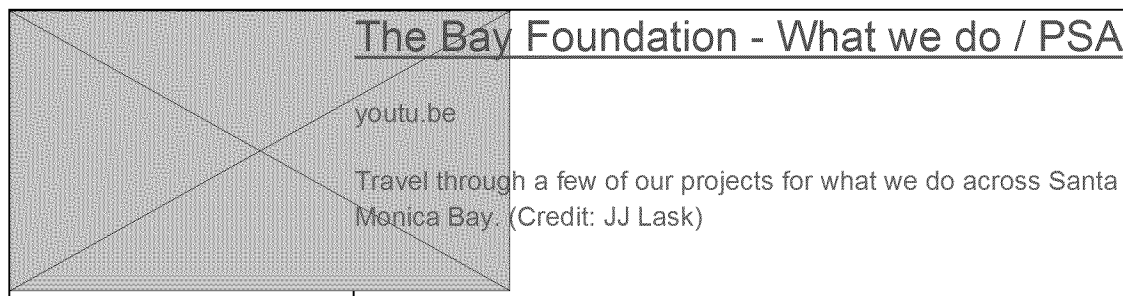 The Bay Foundation - What we do / PSA
youtu.be
Travel through a few of our projects for what we do across Santa
Monica Bay. (Credit: JJ Lask)